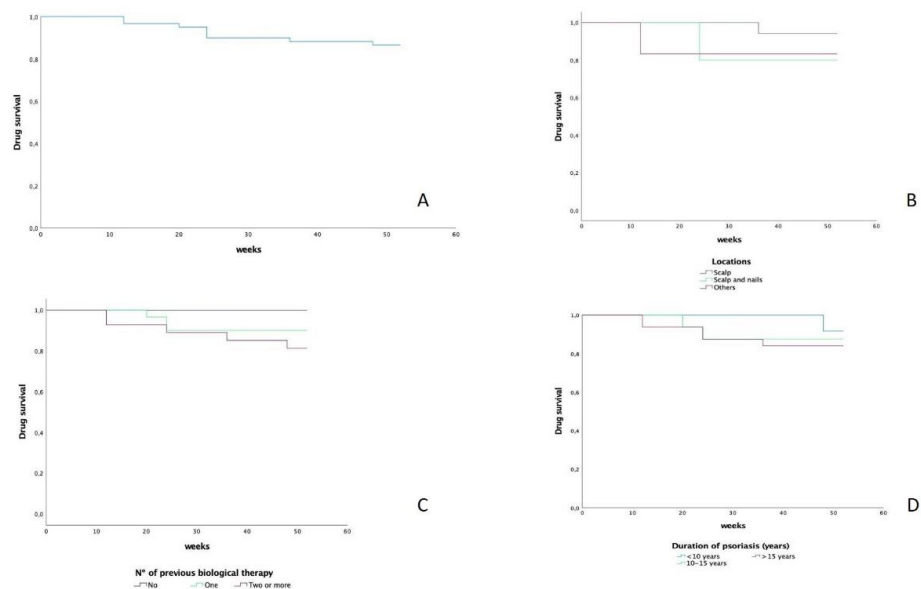 1,0
0,8
0,6
0,4
0,2
0,0
Drug survival
0 10 20 30 40 50 60
weeks
A
1,0
0,8
0,6
0,4
0,2
0,0
Drug survival
0 10 20 30 40 50 60
weeks
B
Locations
Scalp
Scalp and nails
Others
1,0
0,8
0,6
0,4
0,2
0,0
Drug survival
0 10 20 30 40 50 60
weeks
C
N° of previous biological therapy
No One Two or more
1,0
0,8
0,6
0,4
0,2
0,0
Drug survival
0 10 20 30 40 50 60
weeks
D
Duration of psoriasis (years)
<10 years >15 years
10-15 years